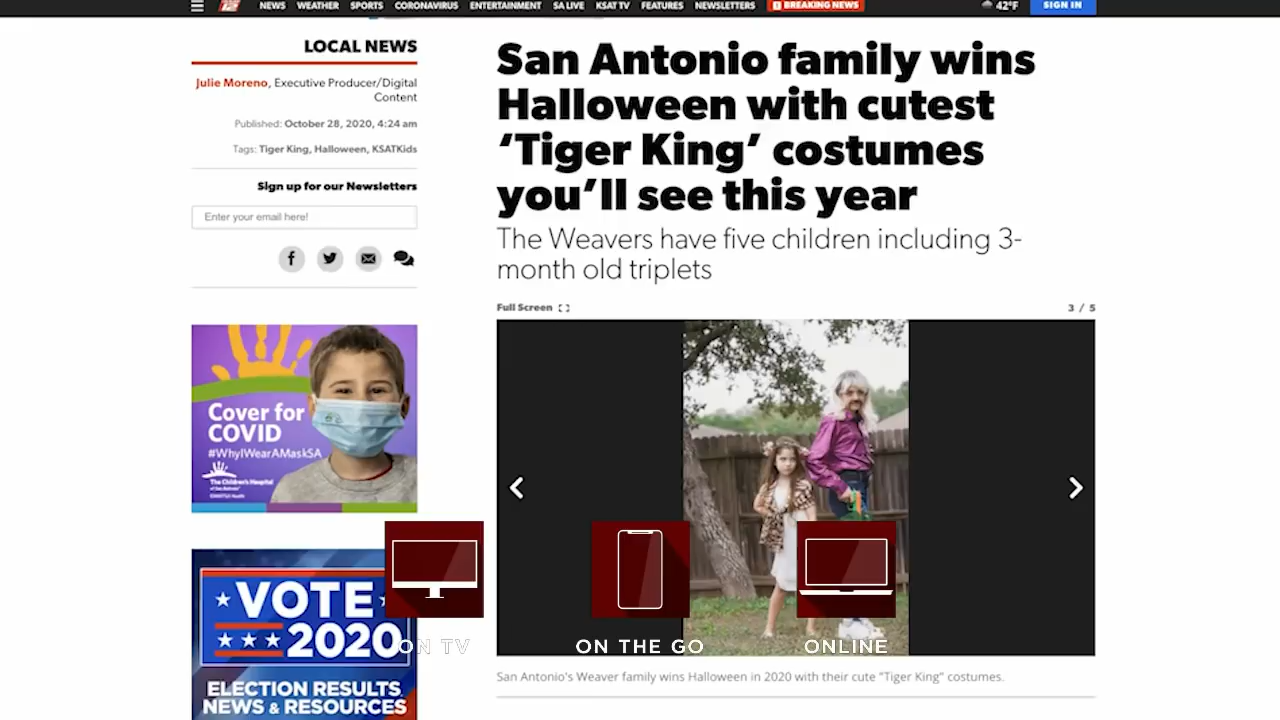 NEWS WEATHER SPORTS CORONAVIRUS ENTERTAINMENT SA LIVE KSAT TV FEATURES NEWSLETTERS BREAKING NEWS 42°F SIGN IN
LOCAL NEWS
Julie Moreno, Executive Producer/Digital
Content
Published: October 28, 2020, 4:24 am
Tags: Tiger King, Halloween, KSATKids
Sign up for our Newsletters
Enter your email here!
San Antonio family wins
Halloween with cutest
‘Tiger King’ costumes
you’ll see this year
The Weavers have five children including 3-
month old triplets
Full Screen
3 / 5
Cover for
COVID
#WhyIWearAMaskSA
The Children's Hospital
VOTE
2020
ELECTION RESULTS
NEWS & RESOURCES
ON TV
ON THE GO
ONLINE
San Antonio's Weaver family wins Halloween in 2020 with their cute "Tiger King" costumes.